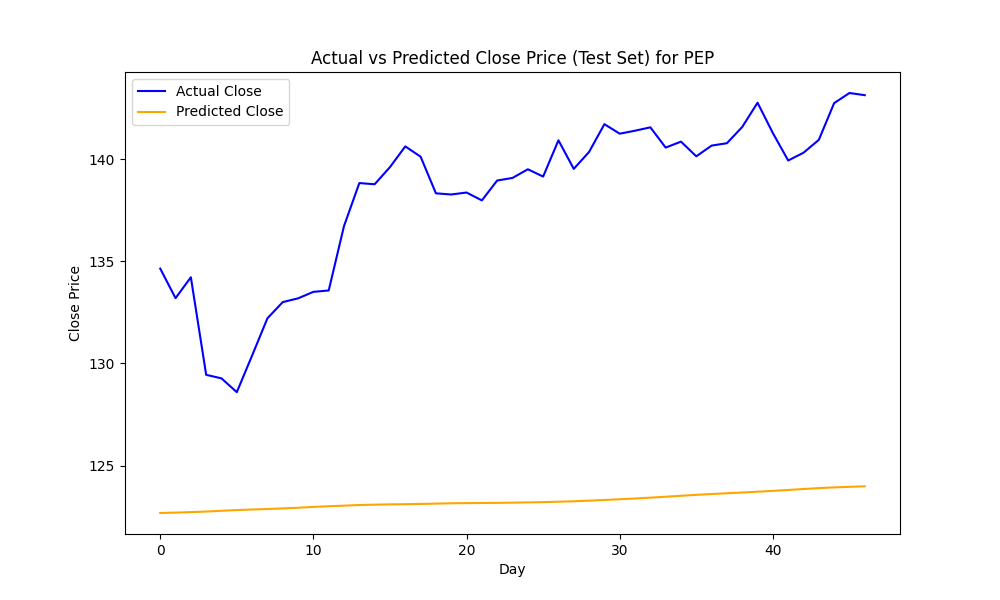 Actual vs Predicted Close Price (Test Set) for PEP
Actual Close
Predicted Close
Close Price
140
135
130
125
0 10 20 30 40
Day